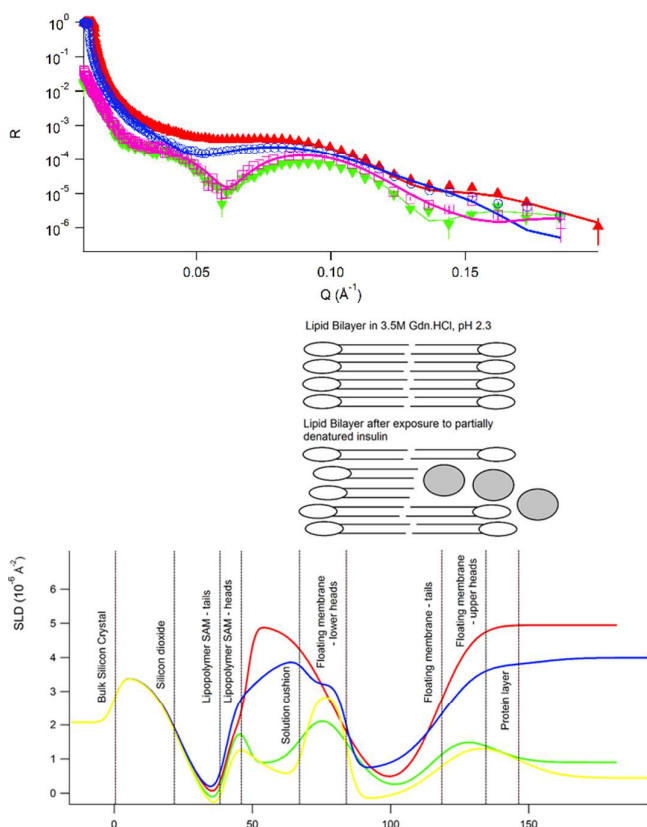 10⁰
10⁻¹
10⁻²
10⁻³
10⁻⁴
10⁻⁵
10⁻⁶
R
0.05 0.10 0.15
Q (Å⁻¹)
Lipid Bilayer in 3.5M Gdn.HCl, pH 2.3
Lipid Bilayer after exposure to partially
denatured insulin
SLD (10⁻⁶ Å⁻²)
6
5
4
3
2
1
0
Bulk Silicon Crystal
Silicon dioxide
Lipopolymer SAM - tails
Lipopolymer SAM - heads
Solution cushion
Floating membrane
- lower heads
Floating membrane - tails
Floating membrane
- upper heads
Protein layer
0 50 100 150